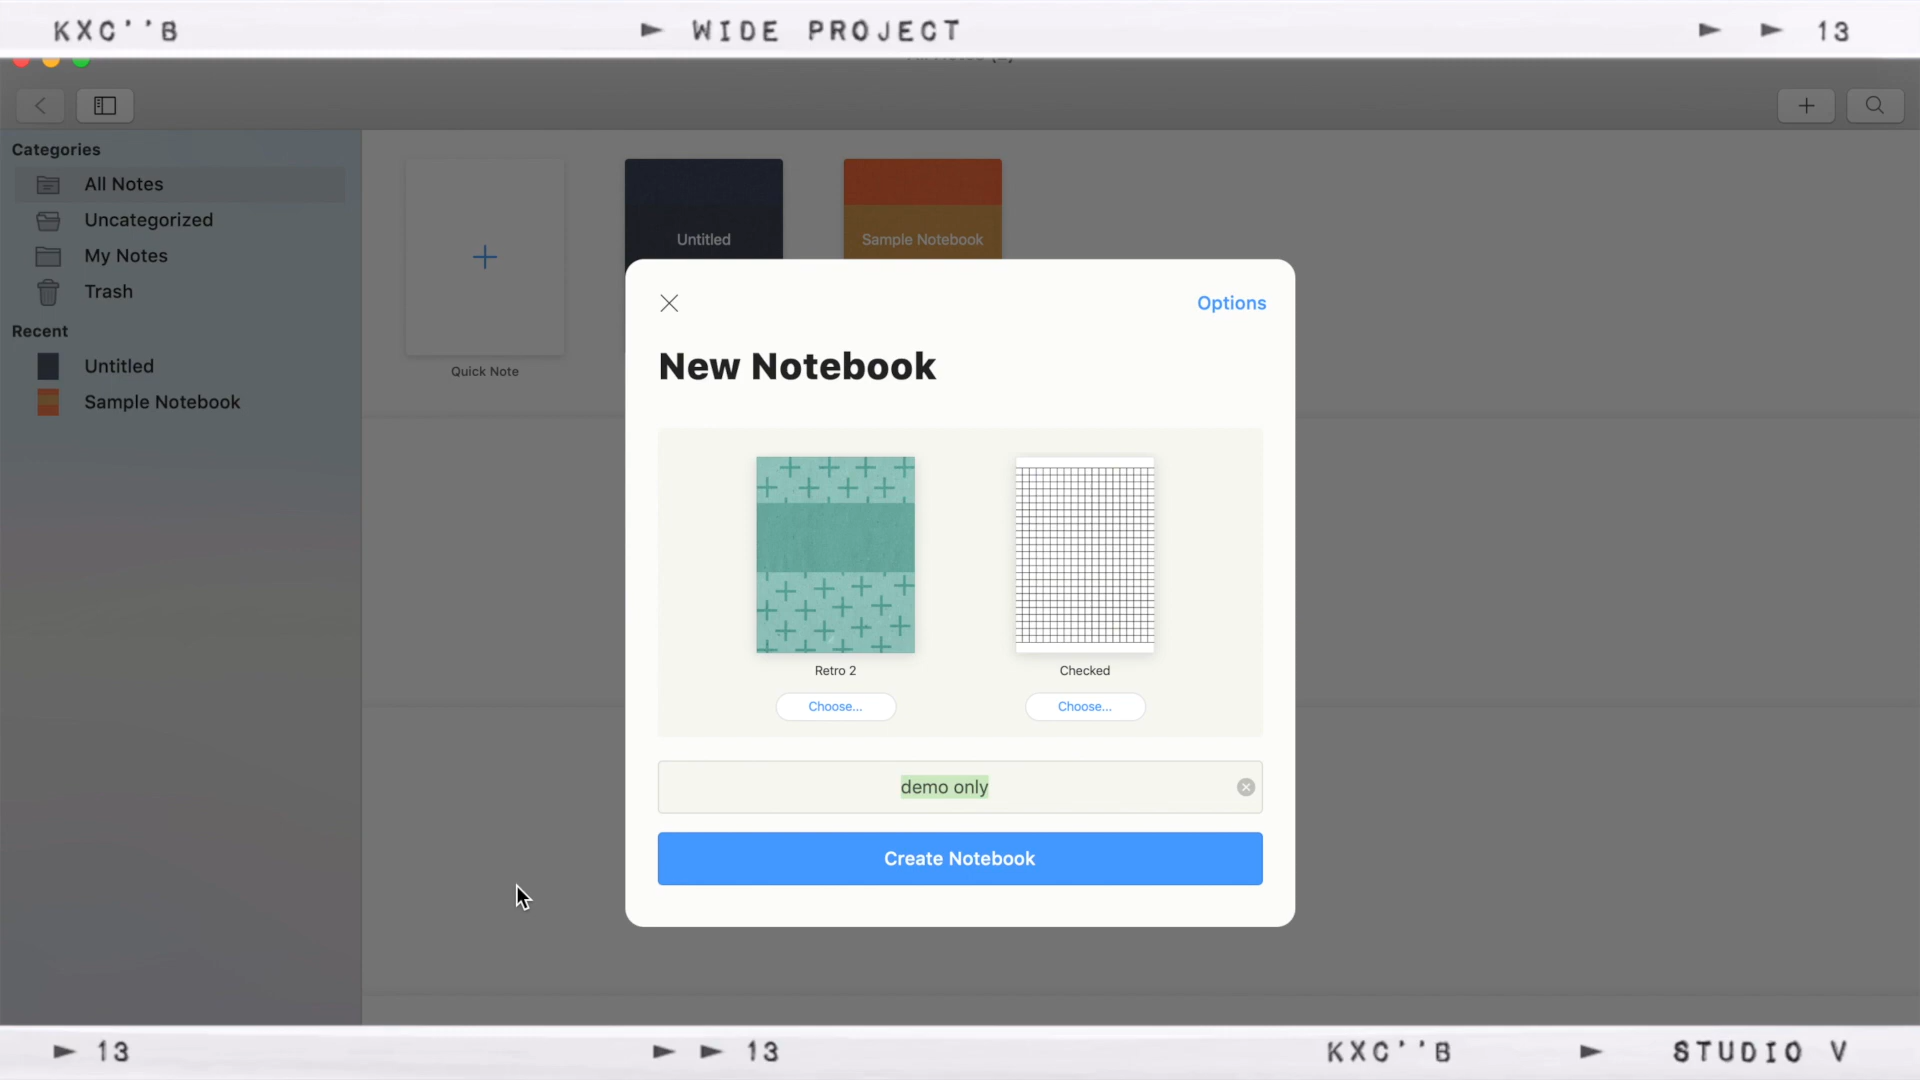 KXC''B ► WIDE PROJECT ► ► 13
Categories
All Notes
Uncategorized
My Notes
Trash
Recent
Untitled
Sample Notebook
Quick Note
Untitled
Sample Notebook
Options
New Notebook
Retro 2
Checked
Choose...
Choose...
demo only
Create Notebook
► 13 ► ► 13 KXC''B ► STUDIO V